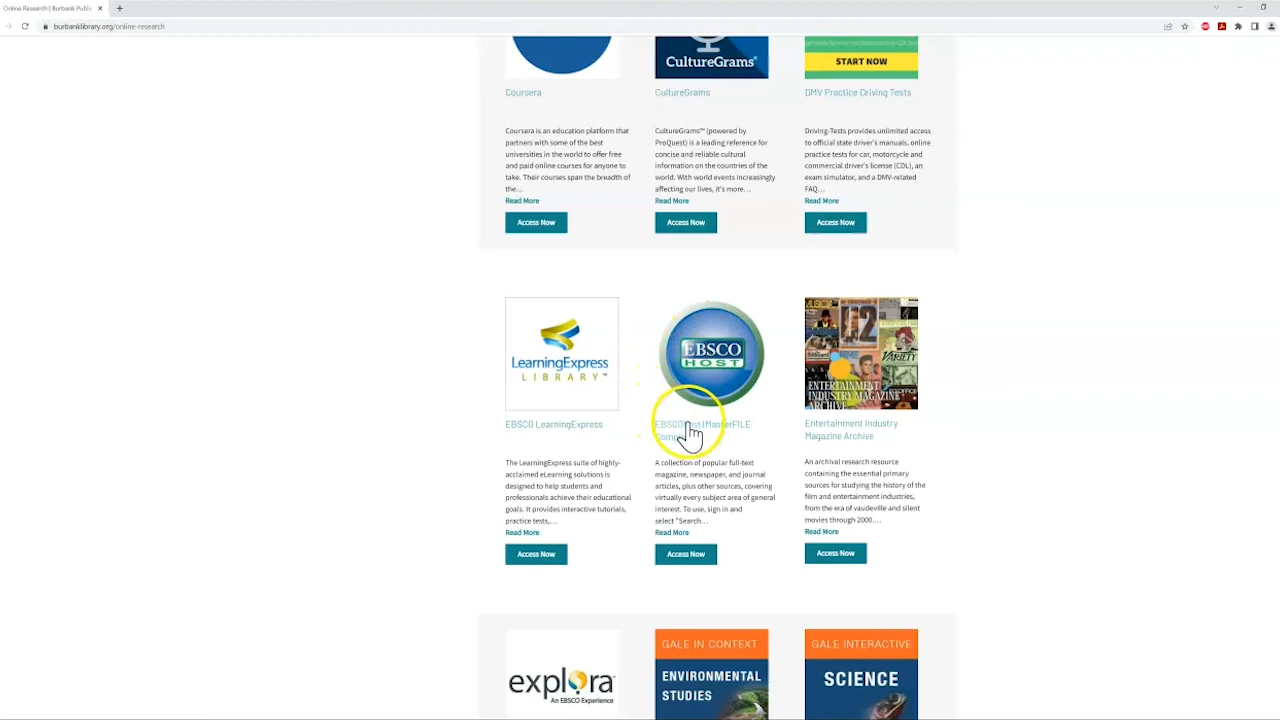 Online Research | Burbank Publi
burbanklibrary.org/online-research
CultureGrams
START NOW
Coursera
CultureGrams
DMV Practice Driving Tests
Coursera is an education platform that
partners with some of the best
universities in the world to offer free
and paid online courses for anyone to
take. Their courses span the breadth of
the…
Read More
Access Now
CultureGrams™ (powered by
ProQuest) is a leading reference for
concise and reliable cultural
information on the countries of the
world. With world events increasingly
affecting our lives, it's more…
Read More
Access Now
Driving-Tests provides unlimited access
to official state driver's manuals, online
practice tests for car, motorcycle and
commercial driver's license (CDL), an
exam simulator, and a DMV-related
FAQ…
Read More
Access Now
LearningExpress
LIBRARY™
EBSCO
HOST
VARIETY
ENTERTAINMENT
INDUSTRY MAGAZINE
ARCHIVE
EBSCO LearningExpress
EBSCOhost | MasterFILE
Entertainment Industry
Magazine Archive
The LearningExpress suite of highly-
acclaimed eLearning solutions is
designed to help students and
professionals achieve their educational
goals. It provides interactive tutorials,
practice tests,…
Read More
Access Now
A collection of popular full-text
magazine, newspaper, and journal
articles, plus other sources, covering
virtually every subject area of general
interest. To use, sign in and
select "Search…
Read More
Access Now
An archival research resource
containing the essential primary
sources for studying the history of the
film and entertainment industries,
from the era of vaudeville and silent
movies through 2000.…
Read More
Access Now
explora
An EBSCO Experience
GALE IN CONTEXT
ENVIRONMENTAL
STUDIES
GALE INTERACTIVE
SCIENCE